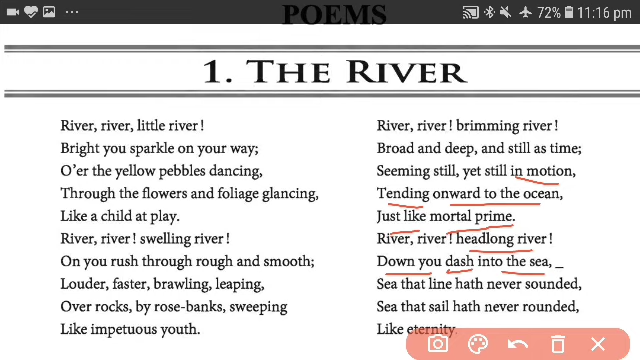 72% 11:16 pm
POEMS
1. THE RIVER
River, river, little river!
Bright you sparkle on your way;
O'er the yellow pebbles dancing,
Through the flowers and foliage glancing,
Like a child at play.
River, river! swelling river!
On you rush through rough and smooth;
Louder, faster, brawling, leaping,
Over rocks, by rose-banks, sweeping
Like impetuous youth.
River, river! brimming river!
Broad and deep, and still as time;
Seeming still, yet still in motion,
Tending onward to the ocean,
Just like mortal prime.
River, river! headlong river!
Down you dash into the sea, _
Sea that line hath never sounded,
Sea that sail hath never rounded,
Like eternity.